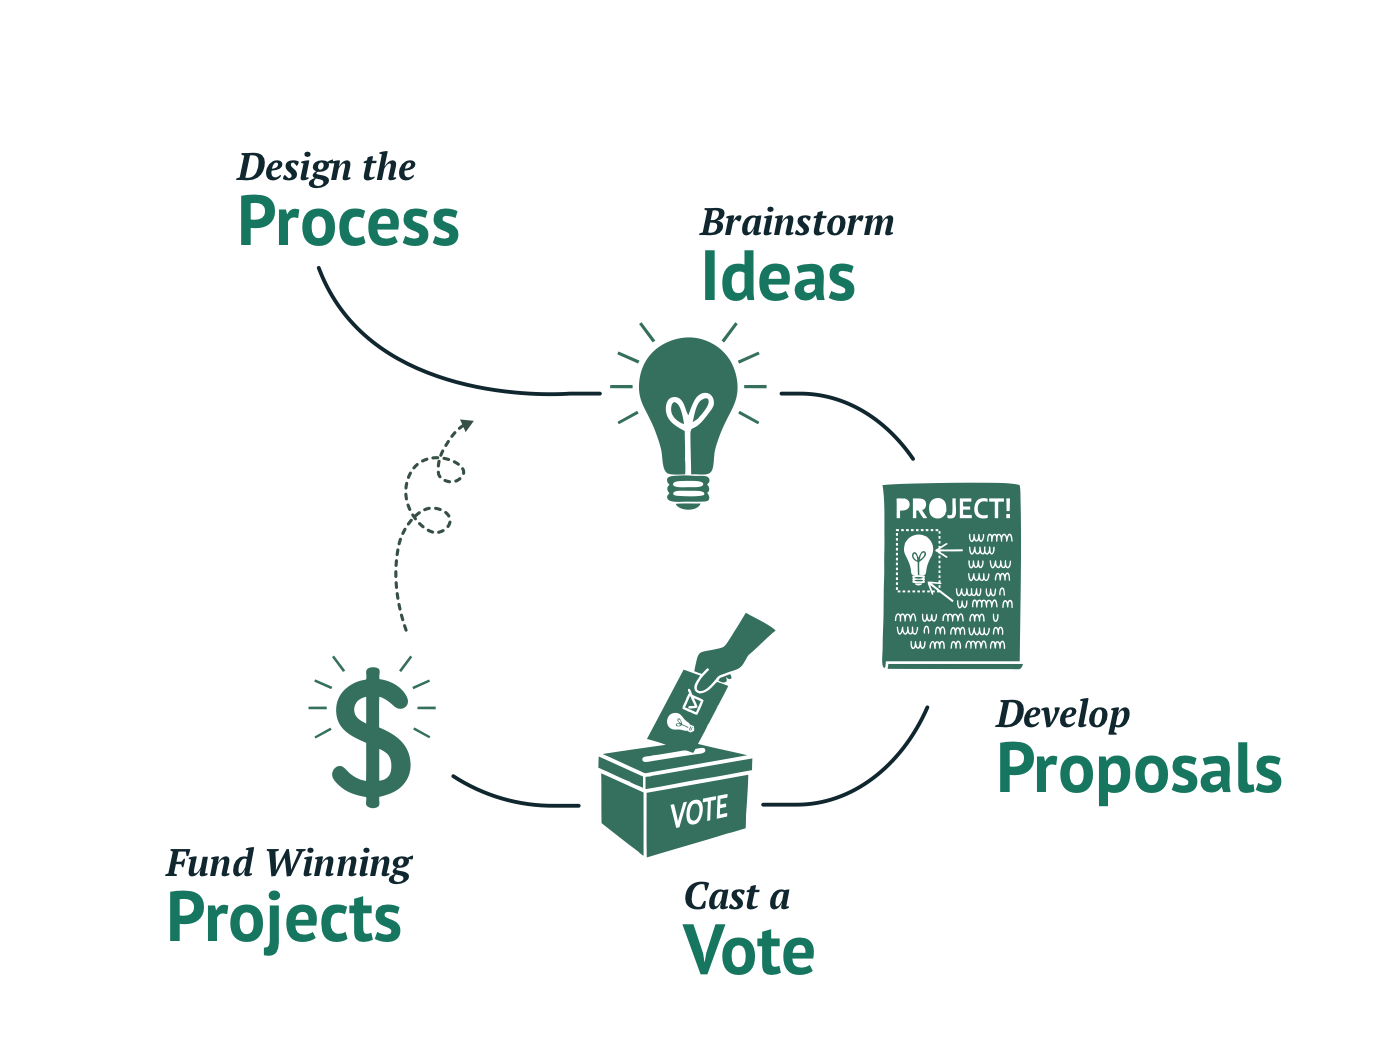 Design the
Process
Brainstorm
Ideas
PROJECT!
Develop
Proposals
VOTE
Cast a
Vote
Fund Winning
Projects